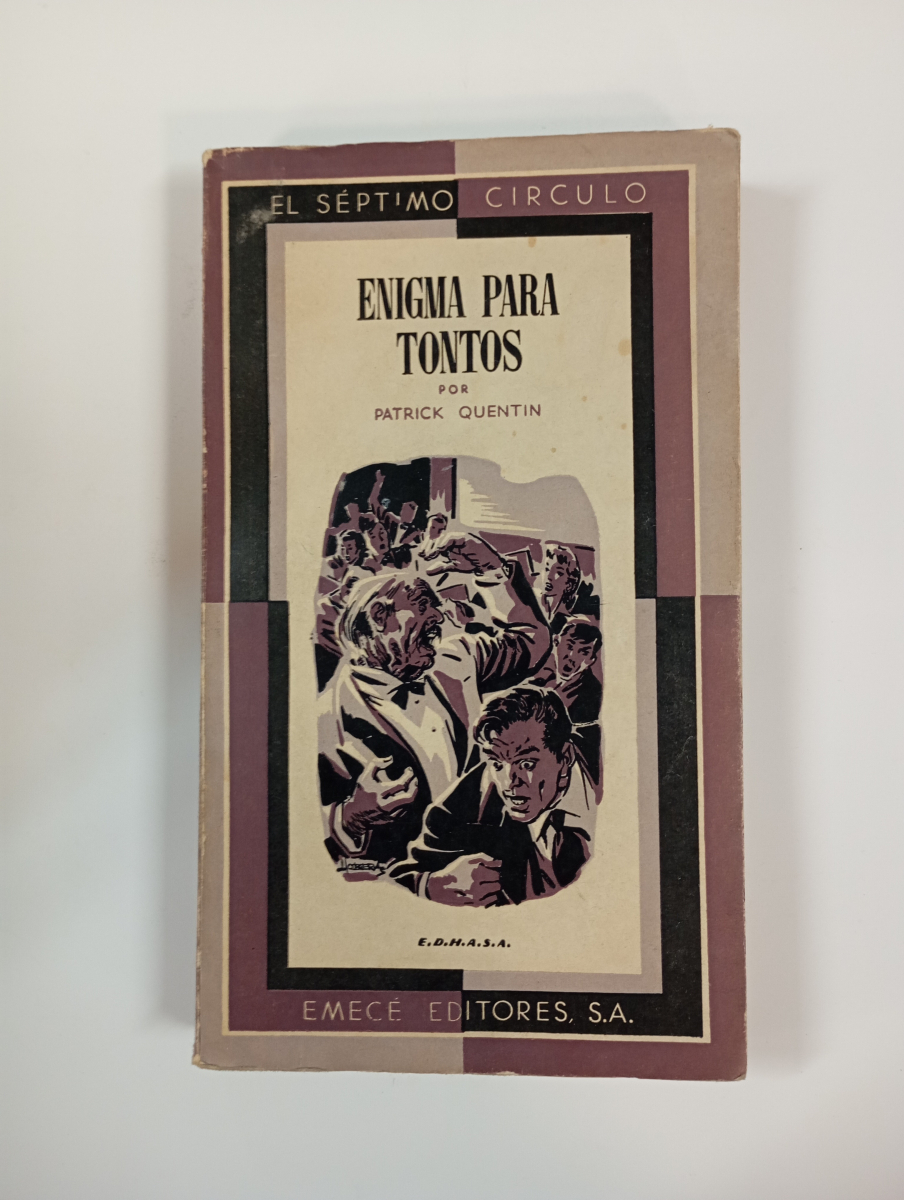 EL SÉPTIMO CIRCULO
ENIGMA PARA
TONTOS
POR
PATRICK QUENTIN
E.D.H.A.S.A.
EMECÉ EDITORES, S.A.